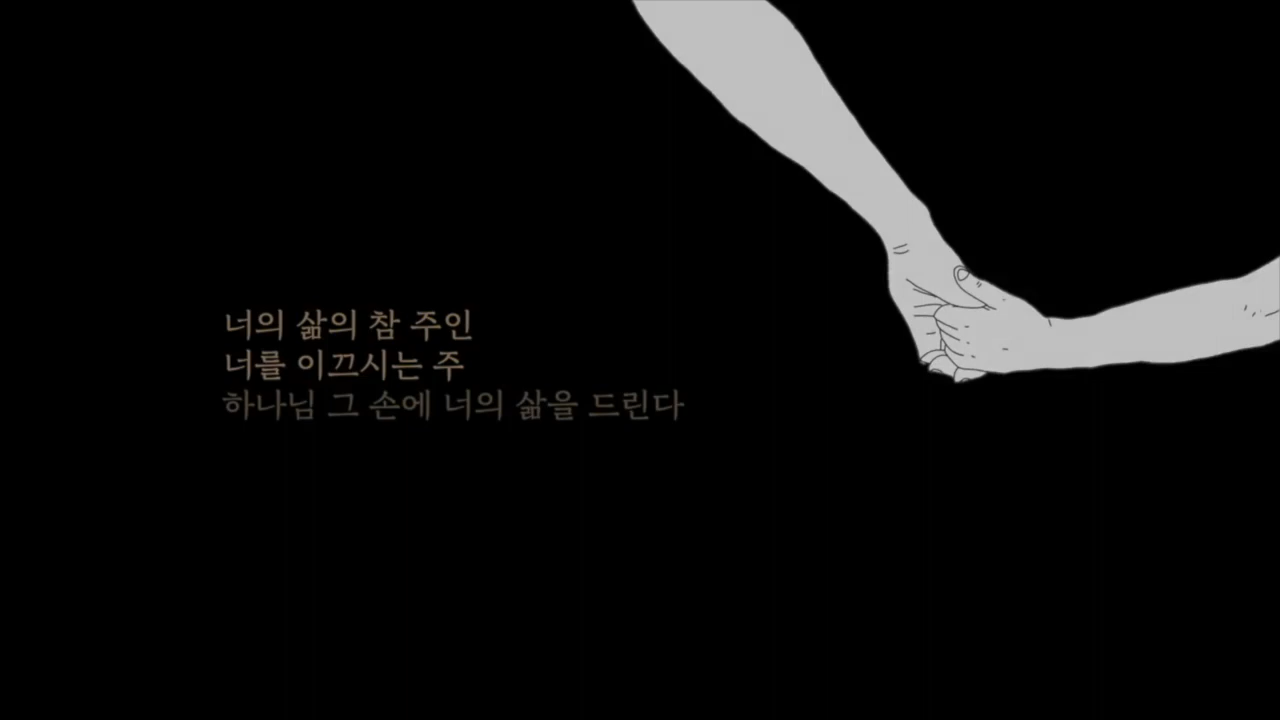 너의 삶의 참 주인
너를 이끄시는 주
하나님 그 손에 너의 삶을 드린다